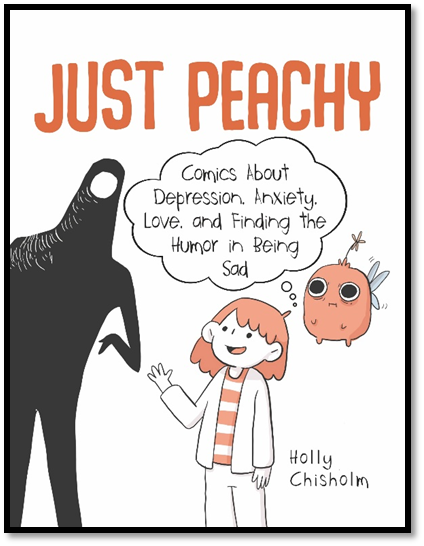 JUST PEACHY
Comics About
Depression, Anxiety,
Love, and Finding the
Humor in Being
Sad
Holly
Chisholm